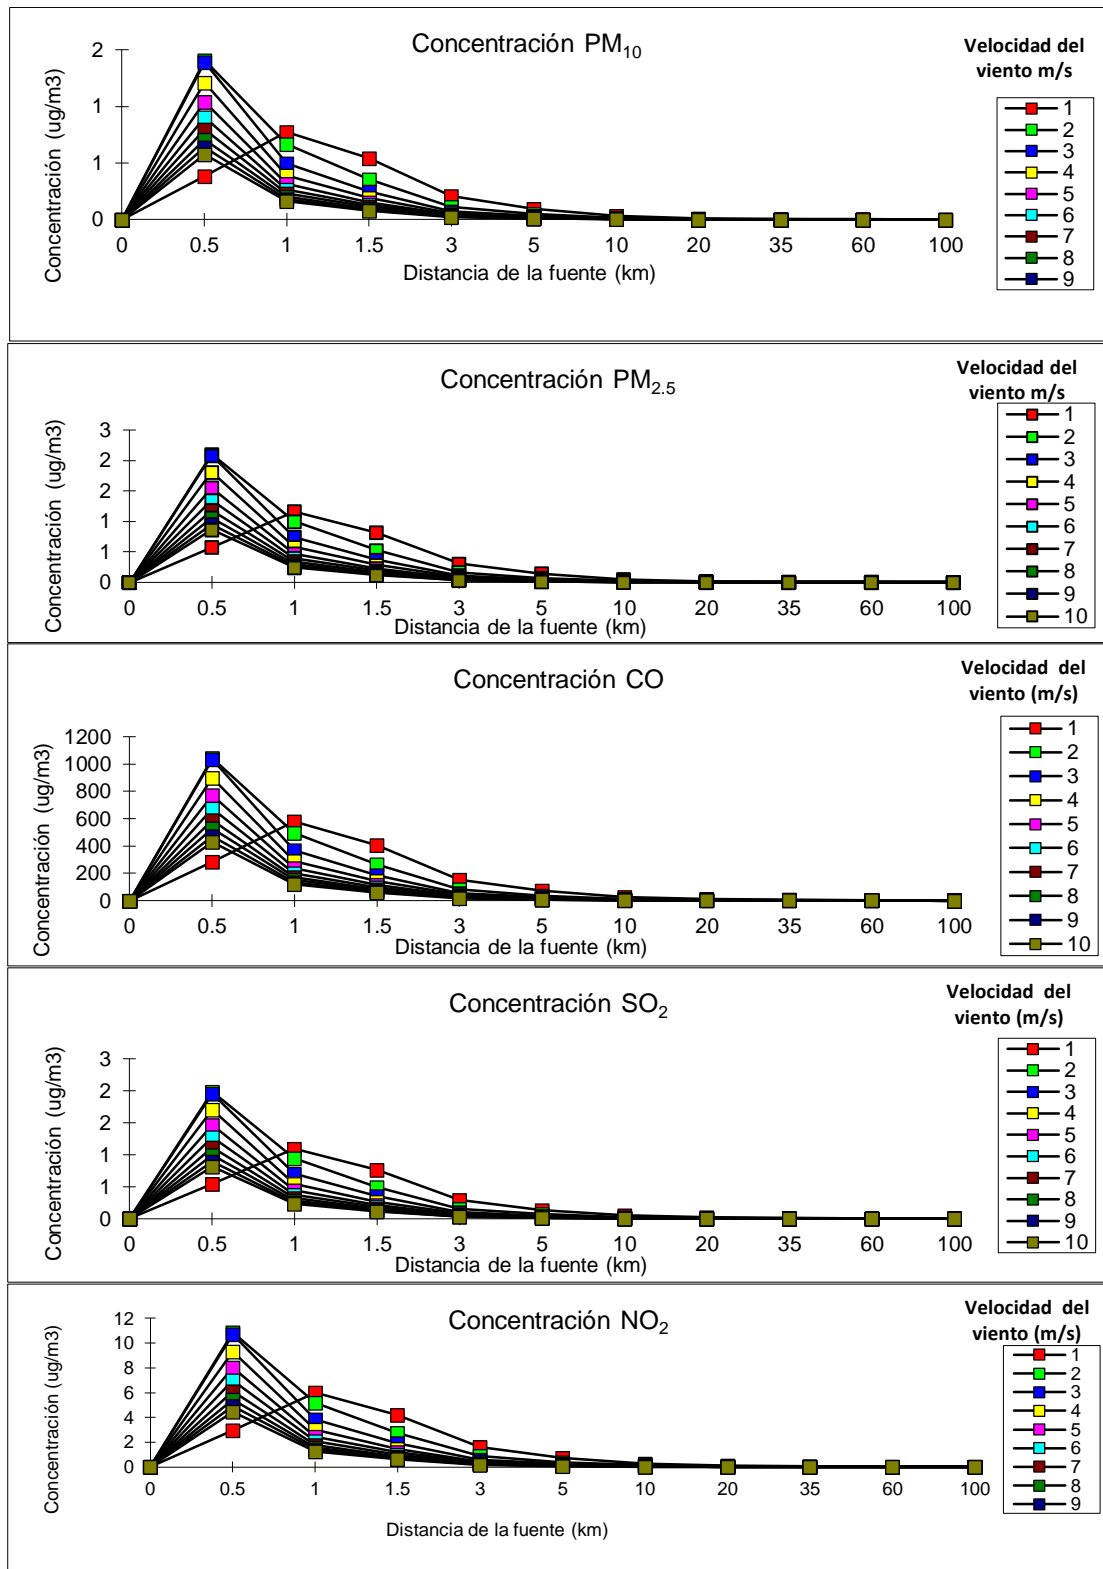 Concentración PM10
Velocidad del
viento m/s
Concentración (ug/m3)
2
1
1
0
0 0.5 1 1.5 3 5 10 20 35 60 100
Distancia de la fuente (km)
1
2
3
4
5
6
7
8
9
Concentración PM2.5
Velocidad del
viento m/s
Concentración (ug/m3)
3
2
2
1
1
0
0 0.5 1 1.5 3 5 10 20 35 60 100
Distancia de la fuente (km)
1
2
3
4
5
6
7
8
9
10
Concentración CO
Velocidad del
viento (m/s)
Concentración (ug/m3)
1200
1000
800
600
400
200
0
0 0.5 1 1.5 3 5 10 20 35 60 100
Distancia de la fuente (km)
1
2
3
4
5
6
7
8
9
10
Concentración SO2
Velocidad del
viento (m/s)
Concentración (ug/m3)
3
2
2
1
1
0
0 0.5 1 1.5 3 5 10 20 35 60 100
Distancia de la fuente (km)
1
2
3
4
5
6
7
8
9
10
Concentración NO2
Velocidad del
viento (m/s)
Concentración (ug/m3)
12
10
8
6
4
2
0
0 0.5 1 1.5 3 5 10 20 35 60 100
Distancia de la fuente (km)
1
2
3
4
5
6
7
8
9